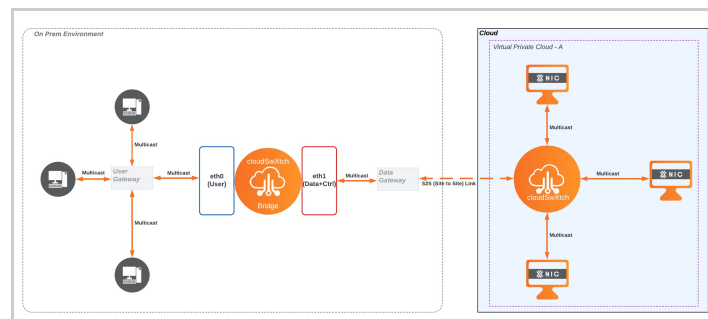 On Prem Environment
Multicast
Multicast
User
Gateway
Multicast
Multicast
eth0
(User)
cloudSwXtch
Bridge
eth1
(Data+Ctrl)
Multicast
Data
Gateway
S2S (Site to Site) Link
Cloud
Virtual Private Cloud - A
NIC
Multicast
cloudSwXtch
Multicast
NIC
Multicast
NIC